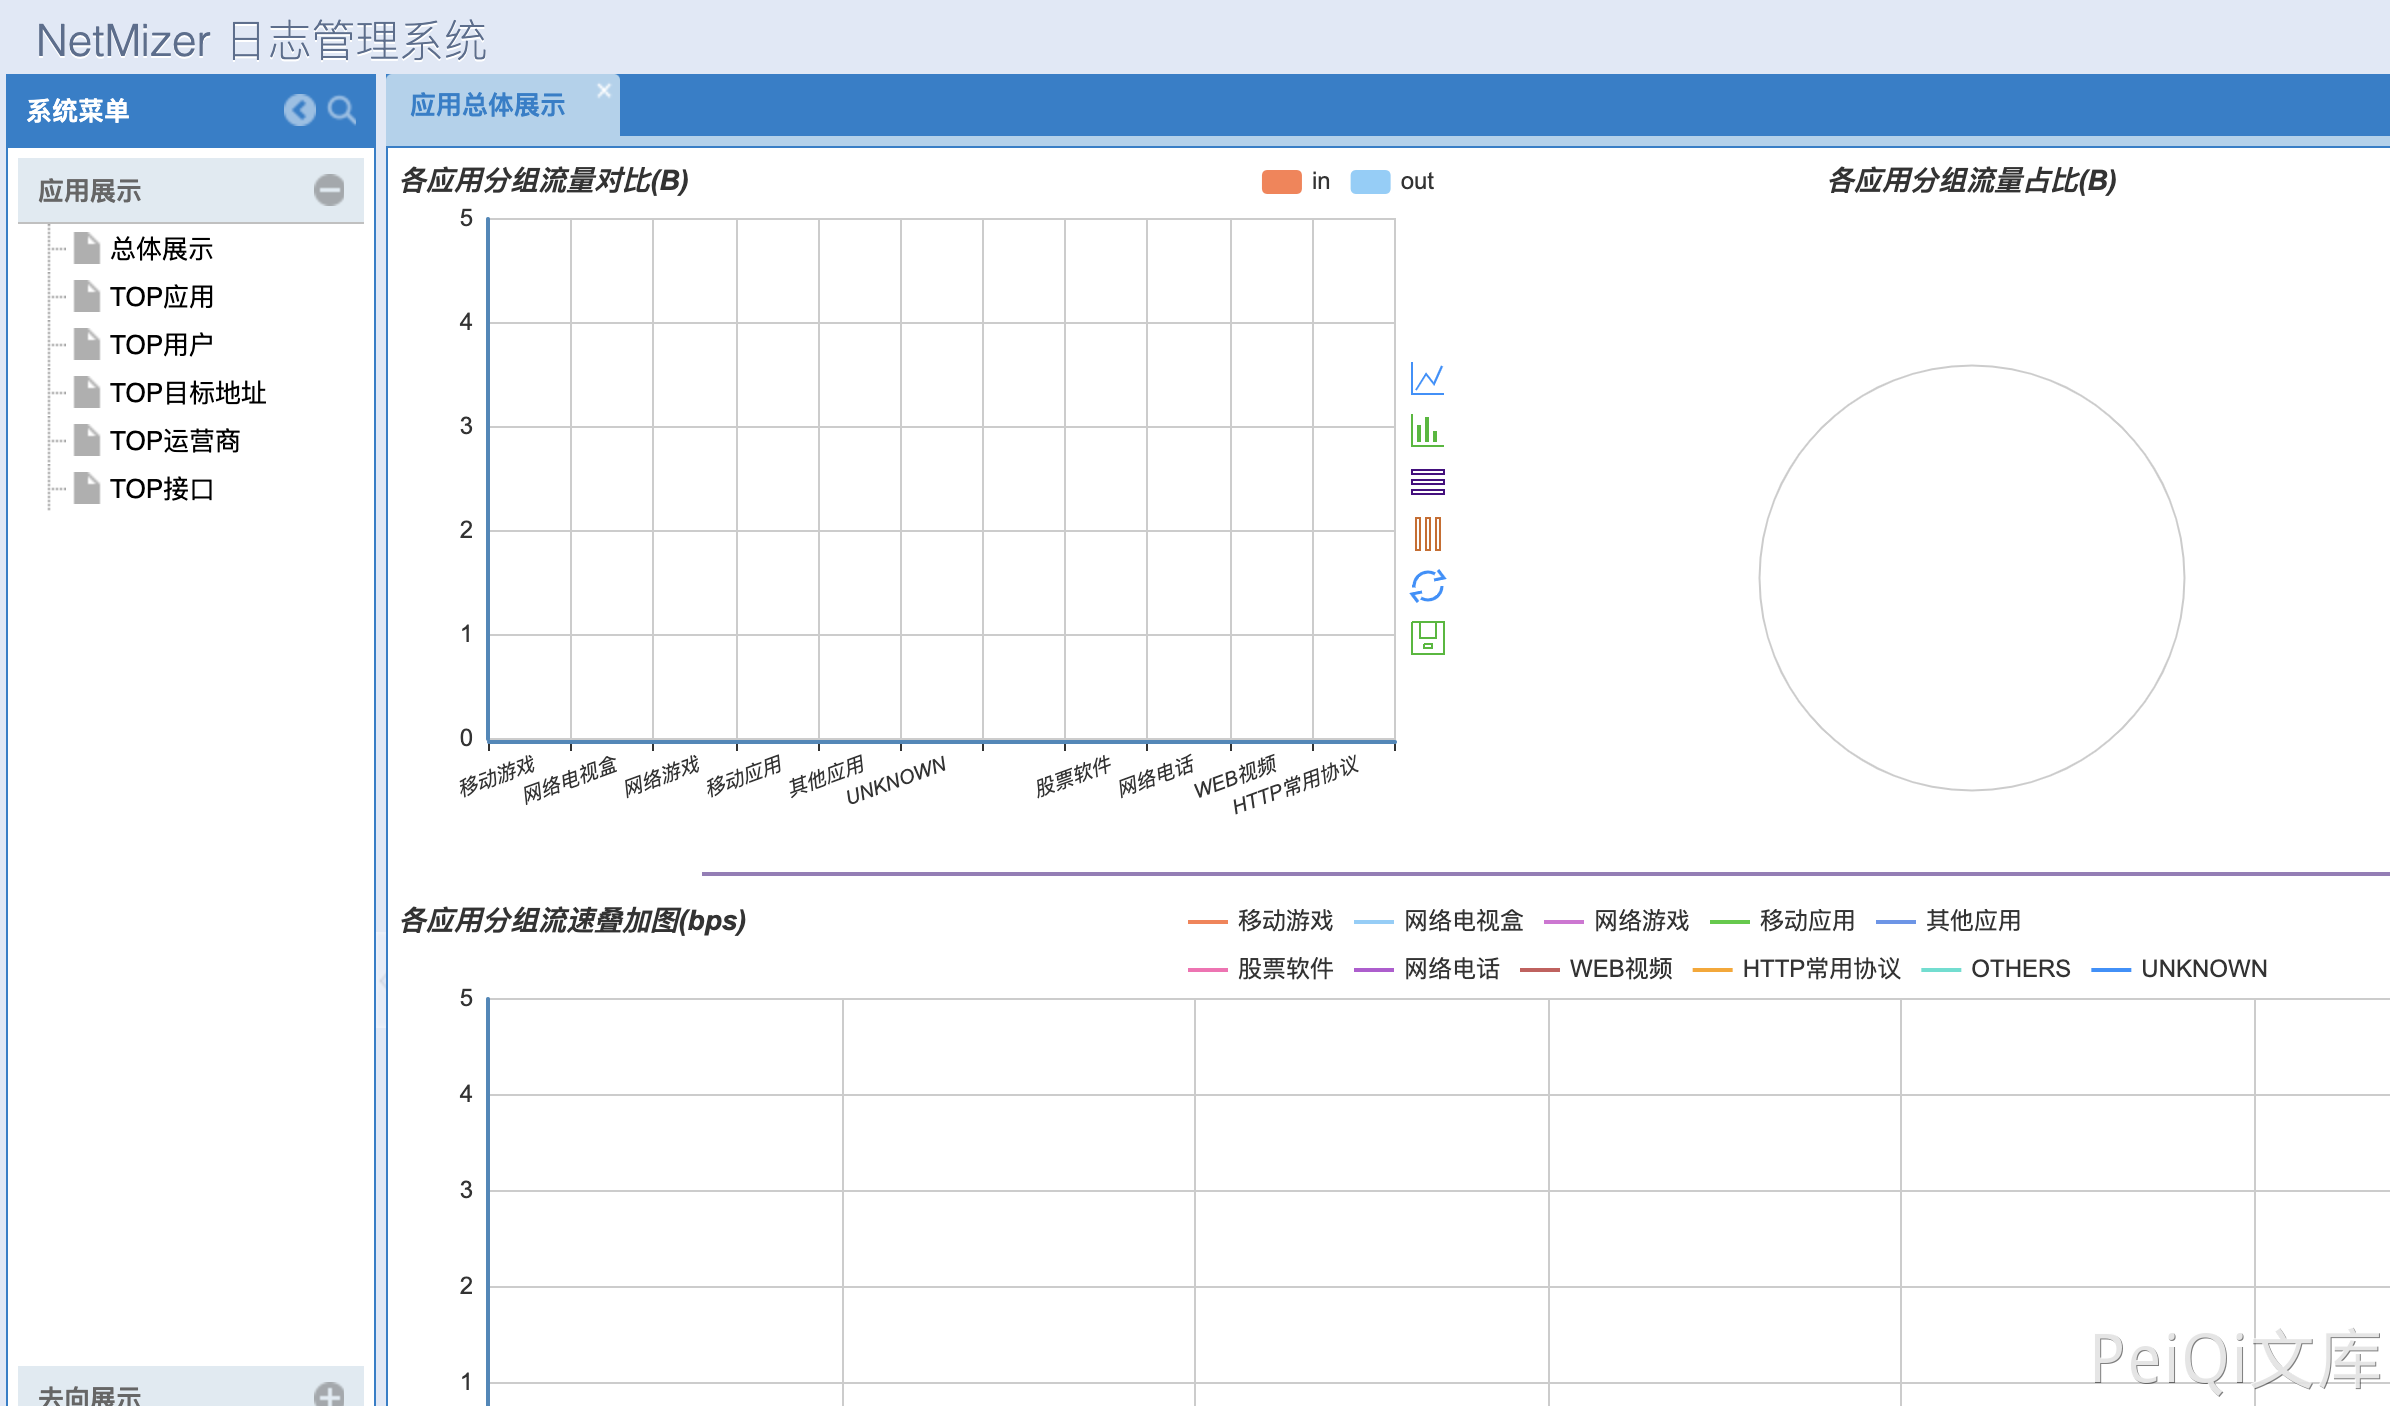 NetMizer 日志管理系统
系统菜单
应用展示
总体展示
TOP应用
TOP用户
TOP目标地址
TOP运营商
TOP接口
去向展示
应用总体展示
各应用分组流量对比(B)
in out
5
4
3
2
1
0
移动游戏 网络电视盒 网络游戏 移动应用 其他应用 UNKNOWN 股票软件 网络电话 WEB视频 HTTP常用协议
各应用分组流量占比(B)
各应用分组流速叠加图(bps)
移动游戏 网络电视盒 网络游戏 移动应用 其他应用
股票软件 网络电话 WEB视频 HTTP常用协议 OTHERS UNKNOWN
5
4
3
2
1
PeiQi文库